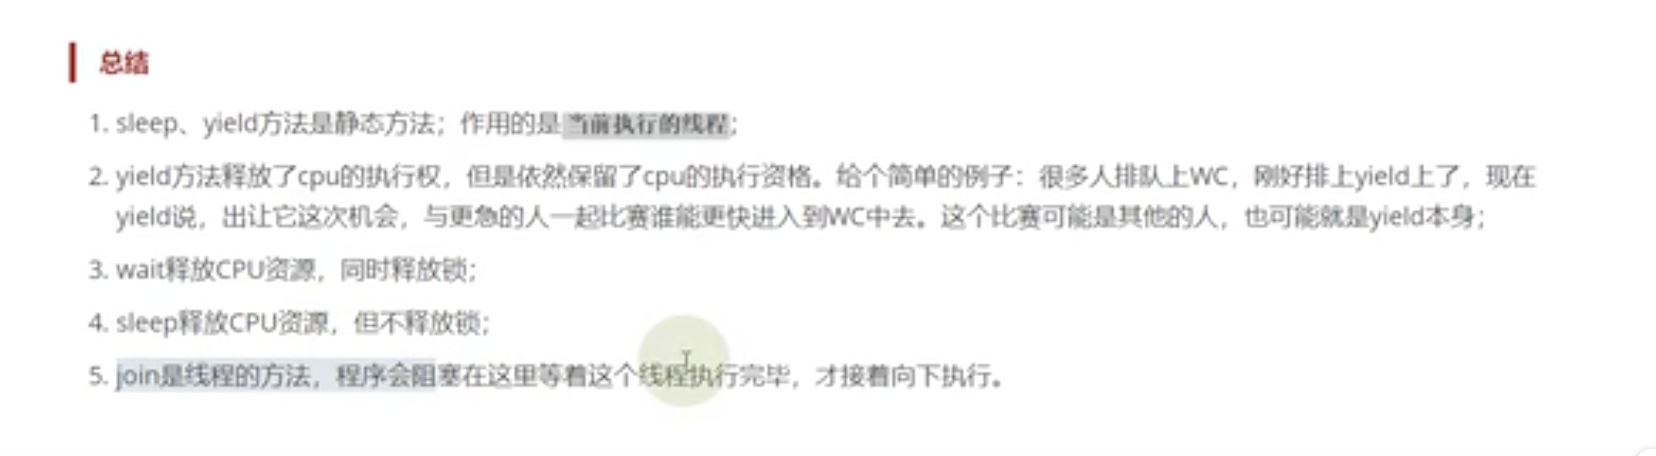 总结
1. sleep、yield方法是静态方法；作用的是当前执行的线程；
2. yield方法释放了cpu的执行权，但是依然保留了cpu的执行资格。给个简单的例子：很多人排队上WC，刚好排上yield上了，现在
yield说，出让它这次机会，与更急的人一起比赛谁能更快进入到WC中去。这个比赛可能是其他的人，也可能就是yield本身；
3. wait释放CPU资源，同时释放锁；
4. sleep释放CPU资源，但不释放锁；
5. join是线程的方法，程序会阻塞在这里等着这个线程执行完毕，才接着向下执行。